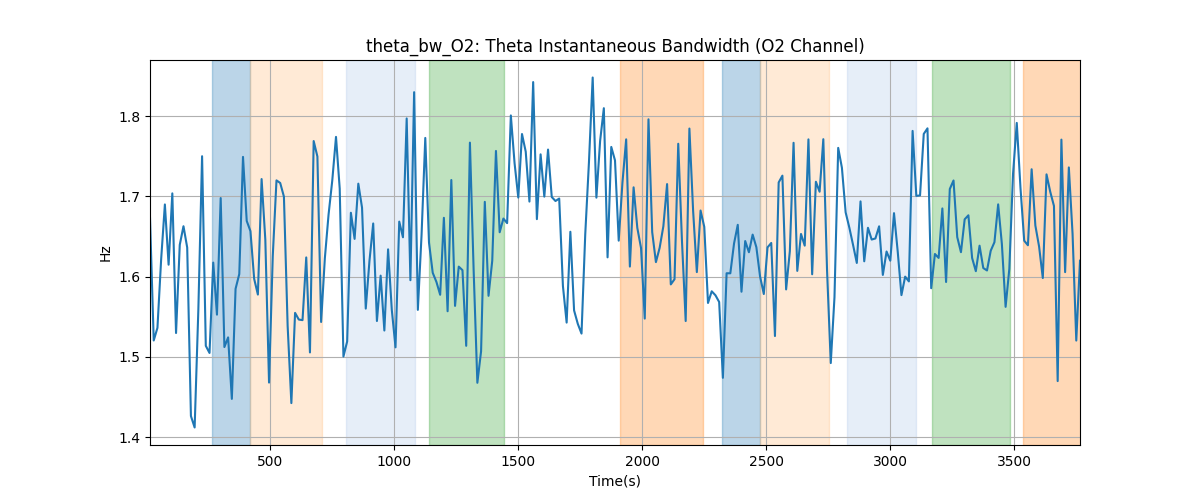 theta_bw_O2: Theta Instantaneous Bandwidth (O2 Channel)
1.8
1.7
1.6
1.5
1.4
Hz
500 1000 1500 2000 2500 3000 3500
Time(s)